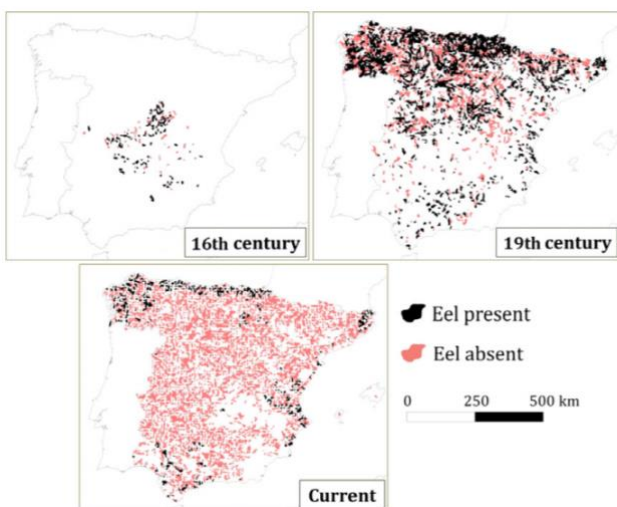 16th century
19th century
Eel present
Eel absent
0 250 500 km
Current